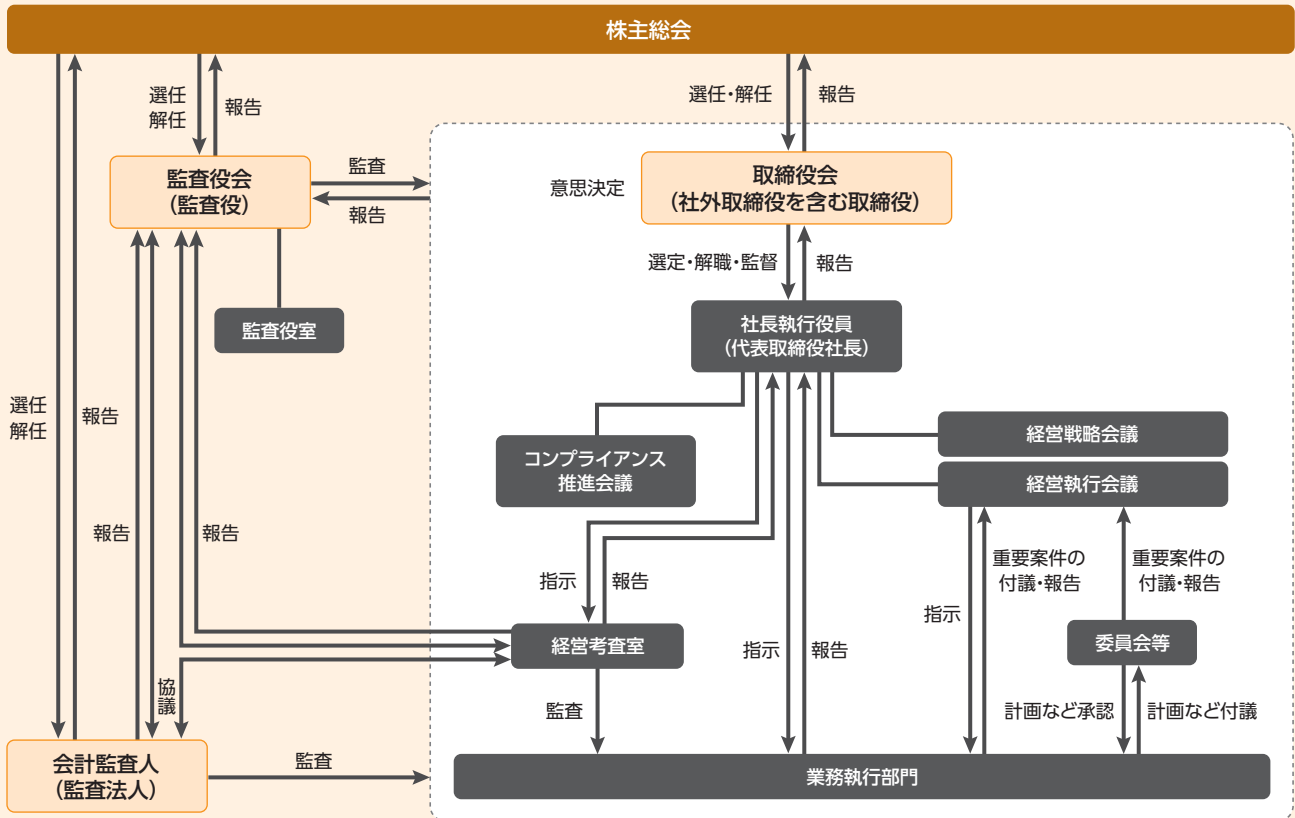 株主総会
選任
解任
報告
選任・解任
報告
監査役会
（監査役）
監査
報告
意思決定
取締役会
（社外取締役を含む取締役）
選定・解職・監督
報告
監査役室
社長執行役員
（代表取締役社長）
選任
解任
報告
コンプライアンス
推進会議
経営戦略会議
経営執行会議
報告
報告
指示
報告
重要案件の
付議・報告
重要案件の
付議・報告
指示
経営考査室
指示
報告
委員会等
協議
監査
計画など承認
計画など付議
会計監査人
（監査法人）
監査
業務執行部門